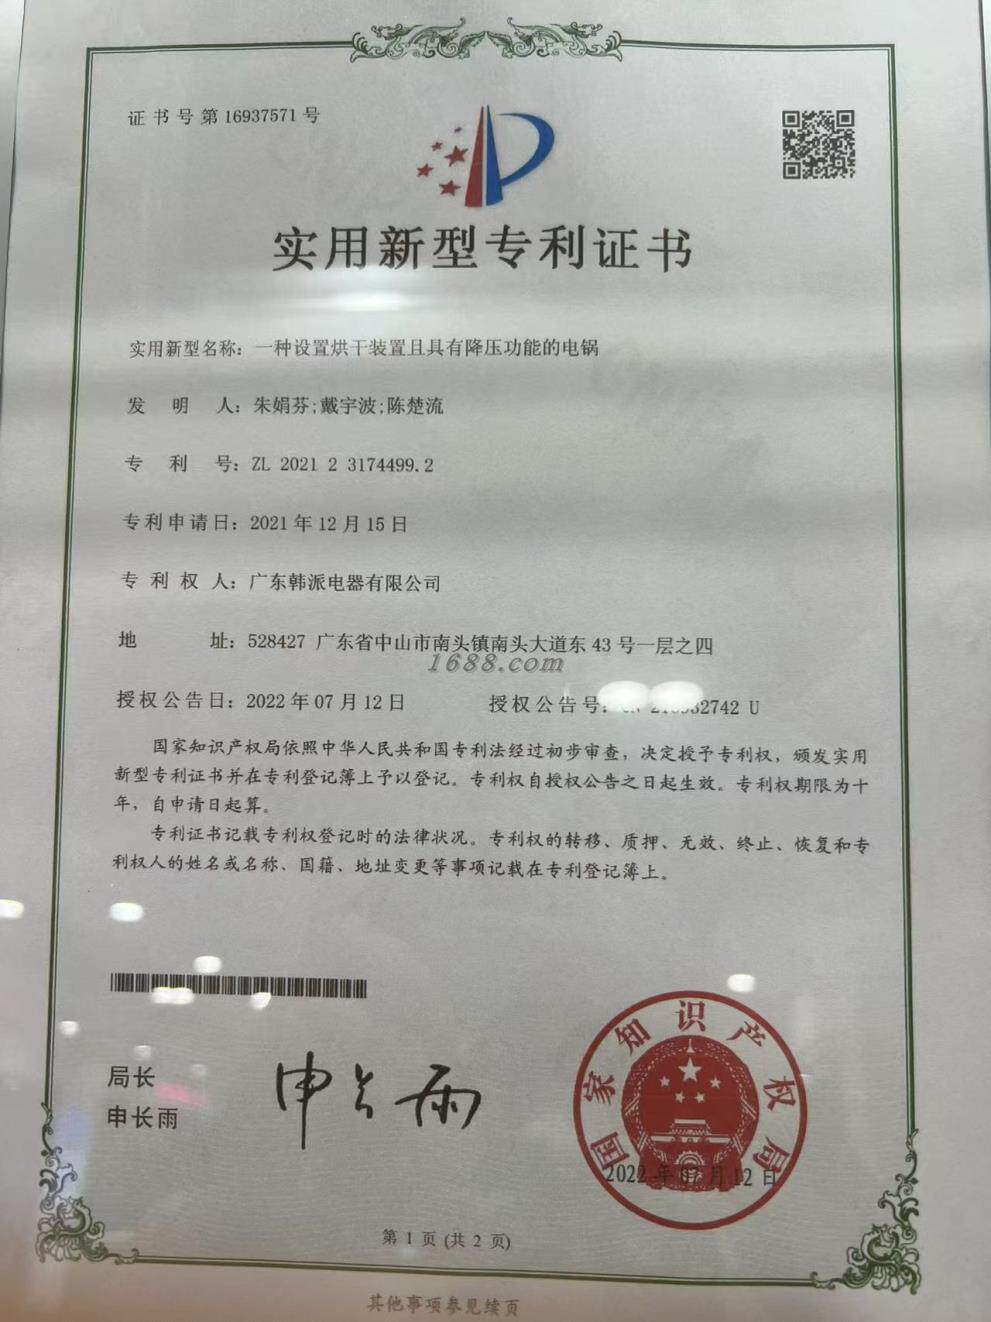 证书号第16937571号
实用新型专利证书
实用新型名称：一种设置烘干装置且具有降压功能的电锅
发明人：朱娟芬;戴宇波;陈楚流
专利号：ZL 2021 2 3174499.2
专利申请日：2021年12月15日
专利权人：广东韩派电器有限公司
地址：528427 广东省中山市南头镇南头大道东43号一层之四
1688.com
授权公告日：2022年07月12日 授权公告号：32742 U
国家知识产权局依照中华人民共和国专利法经过初步审查，决定授予专利权，颁发实用
新型专利证书并在专利登记簿上予以登记。专利权自授权公告之日起生效。专利权期限为十
年，自申请日起算。
专利证书记载专利权登记时的法律状况。专利权的转移、质押、无效、终止、恢复和专
利权人的姓名或名称、国籍、地址变更等事项记载在专利登记簿上。
局长
申长雨
申长雨
国家知识产权局
2022年07月12日
第1页(共2页)
其他事项参见续页